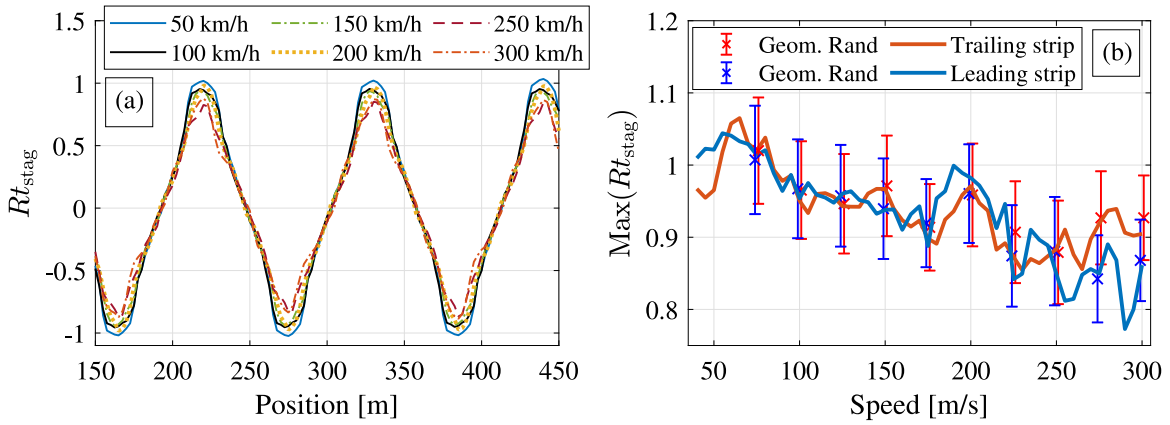 50 km/h 150 km/h 250 km/h
100 km/h 200 km/h 300 km/h
(a)
1.5
1
0.5
0
-0.5
-1
Rt_stag
150 200 250 300 350 400 450
Position [m]
Geom. Rand Trailing strip
Geom. Rand Leading strip
(b)
1.2
1.1
1
0.9
0.8
Max(Rt_stag)
50 100 150 200 250 300
Speed [m/s]